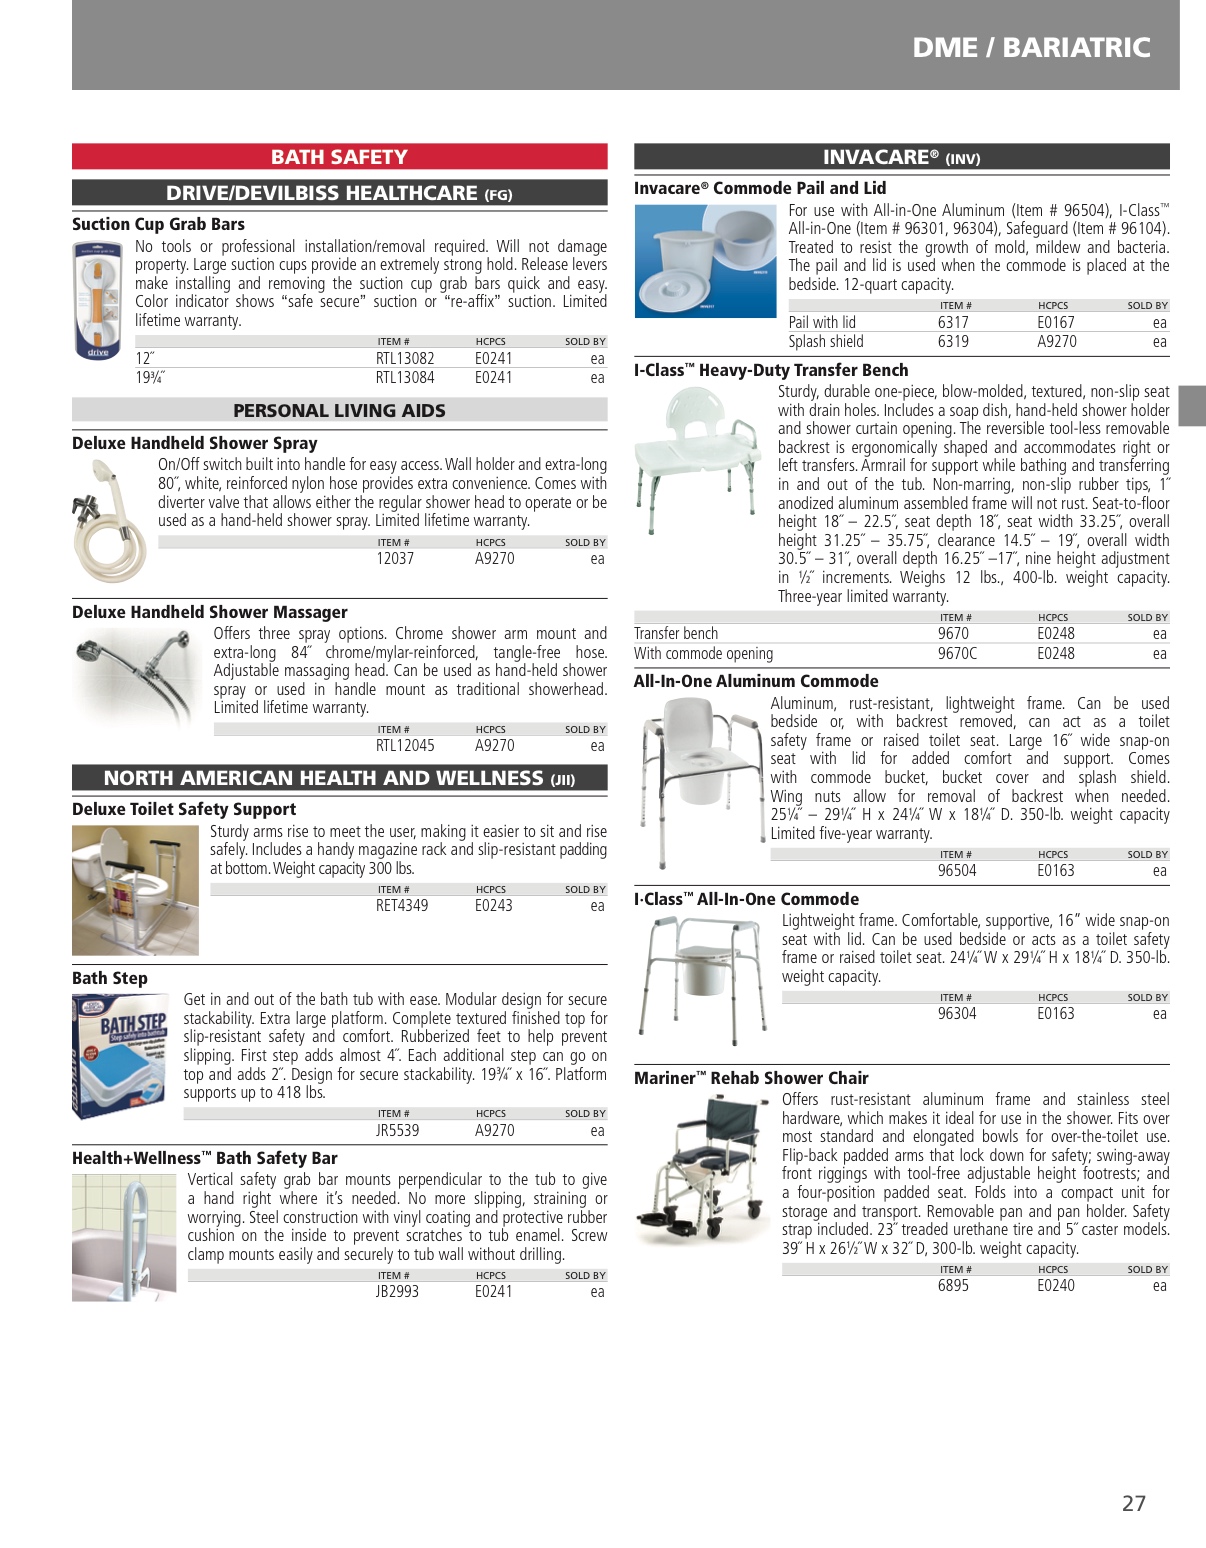 DME / BARIATRIC
BATH SAFETY
DRIVE/DEVILBISS HEALTHCARE (FG)
Suction Cup Grab Bars
No tools or professional installation/removal required. Will not damage
property. Large suction cups provide an extremely strong hold. Release levers
make installing and removing the suction cup grab bars quick and easy.
Color indicator shows “safe secure” suction or “re-affix” suction. Limited
lifetime warranty.
drive
ITEM # HCPCS SOLD BY
12˝ RTL13082 E0241 ea
19¾˝ RTL13084 E0241 ea
PERSONAL LIVING AIDS
Deluxe Handheld Shower Spray
On/Off switch built into handle for easy access. Wall holder and extra-long
80˝, white, reinforced nylon hose provides extra convenience. Comes with
diverter valve that allows either the regular shower head to operate or be
used as a hand-held shower spray. Limited lifetime warranty.
ITEM # HCPCS SOLD BY
12037 A9270 ea
Deluxe Handheld Shower Massager
Offers three spray options. Chrome shower arm mount and
extra-long 84˝ chrome/mylar-reinforced, tangle-free hose.
Adjustable massaging head. Can be used as hand-held shower
spray or used in handle mount as traditional showerhead.
Limited lifetime warranty.
ITEM # HCPCS SOLD BY
RTL12045 A9270 ea
NORTH AMERICAN HEALTH AND WELLNESS (JII)
Deluxe Toilet Safety Support
Sturdy arms rise to meet the user, making it easier to sit and rise
safely. Includes a handy magazine rack and slip-resistant padding
at bottom. Weight capacity 300 lbs.
ITEM # HCPCS SOLD BY
RET4349 E0243 ea
Bath Step
Get in and out of the bath tub with ease. Modular design for secure
stackability. Extra large platform. Complete textured finished top for
slip-resistant safety and comfort. Rubberized feet to help prevent
slipping. First step adds almost 4˝. Each additional step can go on
top and adds 2˝. Design for secure stackability. 19¾˝ x 16˝. Platform
supports up to 418 lbs.
BATH STEP
ITEM # HCPCS SOLD BY
JR5539 A9270 ea
Health+Wellness™ Bath Safety Bar
Vertical safety grab bar mounts perpendicular to the tub to give
a hand right where it’s needed. No more slipping, straining or
worrying. Steel construction with vinyl coating and protective rubber
cushion on the inside to prevent scratches to tub enamel. Screw
clamp mounts easily and securely to tub wall without drilling.
ITEM # HCPCS SOLD BY
JB2993 E0241 ea
INVACARE® (INV)
Invacare® Commode Pail and Lid
For use with All-in-One Aluminum (Item # 96504), I-Class™
All-in-One (Item # 96301, 96304), Safeguard (Item # 96104).
Treated to resist the growth of mold, mildew and bacteria.
The pail and lid is used when the commode is placed at the
bedside. 12-quart capacity.
ITEM # HCPCS SOLD BY
Pail with lid 6317 E0167 ea
Splash shield 6319 A9270 ea
I-Class™ Heavy-Duty Transfer Bench
Sturdy, durable one-piece, blow-molded, textured, non-slip seat
with drain holes. Includes a soap dish, hand-held shower holder
and shower curtain opening. The reversible tool-less removable
backrest is ergonomically shaped and accommodates right or
left transfers. Armrail for support while bathing and transferring
in and out of the tub. Non-marring, non-slip rubber tips, 1˝
anodized aluminum assembled frame will not rust. Seat-to-floor
height 18˝ – 22.5˝, seat depth 18˝, seat width 33.25˝, overall
height 31.25˝ – 35.75˝, clearance 14.5˝ – 19˝, overall width
30.5˝ – 31˝, overall depth 16.25˝ –17˝, nine height adjustment
in ½˝ increments. Weighs 12 lbs., 400-lb. weight capacity.
Three-year limited warranty.
ITEM # HCPCS SOLD BY
Transfer bench 9670 E0248 ea
With commode opening 9670C E0248 ea
All-In-One Aluminum Commode
Aluminum, rust-resistant, lightweight frame. Can be used
bedside or, with backrest removed, can act as a toilet
safety frame or raised toilet seat. Large 16˝ wide snap-on
seat with lid for added comfort and support. Comes
with commode bucket, bucket cover and splash shield.
Wing nuts allow for removal of backrest when needed.
25¼˝ – 29¼˝ H x 24¼˝ W x 18¼˝ D. 350-lb. weight capacity
Limited five-year warranty.
ITEM # HCPCS SOLD BY
96504 E0163 ea
I·Class™ All-In-One Commode
Lightweight frame. Comfortable, supportive, 16” wide snap-on
seat with lid. Can be used bedside or acts as a toilet safety
frame or raised toilet seat. 24¼˝ W x 29¼˝ H x 18¼˝ D. 350-lb.
weight capacity.
ITEM # HCPCS SOLD BY
96304 E0163 ea
Mariner™ Rehab Shower Chair
Offers rust-resistant aluminum frame and stainless steel
hardware, which makes it ideal for use in the shower. Fits over
most standard and elongated bowls for over-the-toilet use.
Flip-back padded arms that lock down for safety; swing-away
front riggings with tool-free adjustable height footrests; and
a four-position padded seat. Folds into a compact unit for
storage and transport. Removable pan and pan holder. Safety
strap included. 23˝ treaded urethane tire and 5˝ caster models.
39˝ H x 26½˝ W x 32˝ D, 300-lb. weight capacity.
ITEM # HCPCS SOLD BY
6895 E0240 ea
27